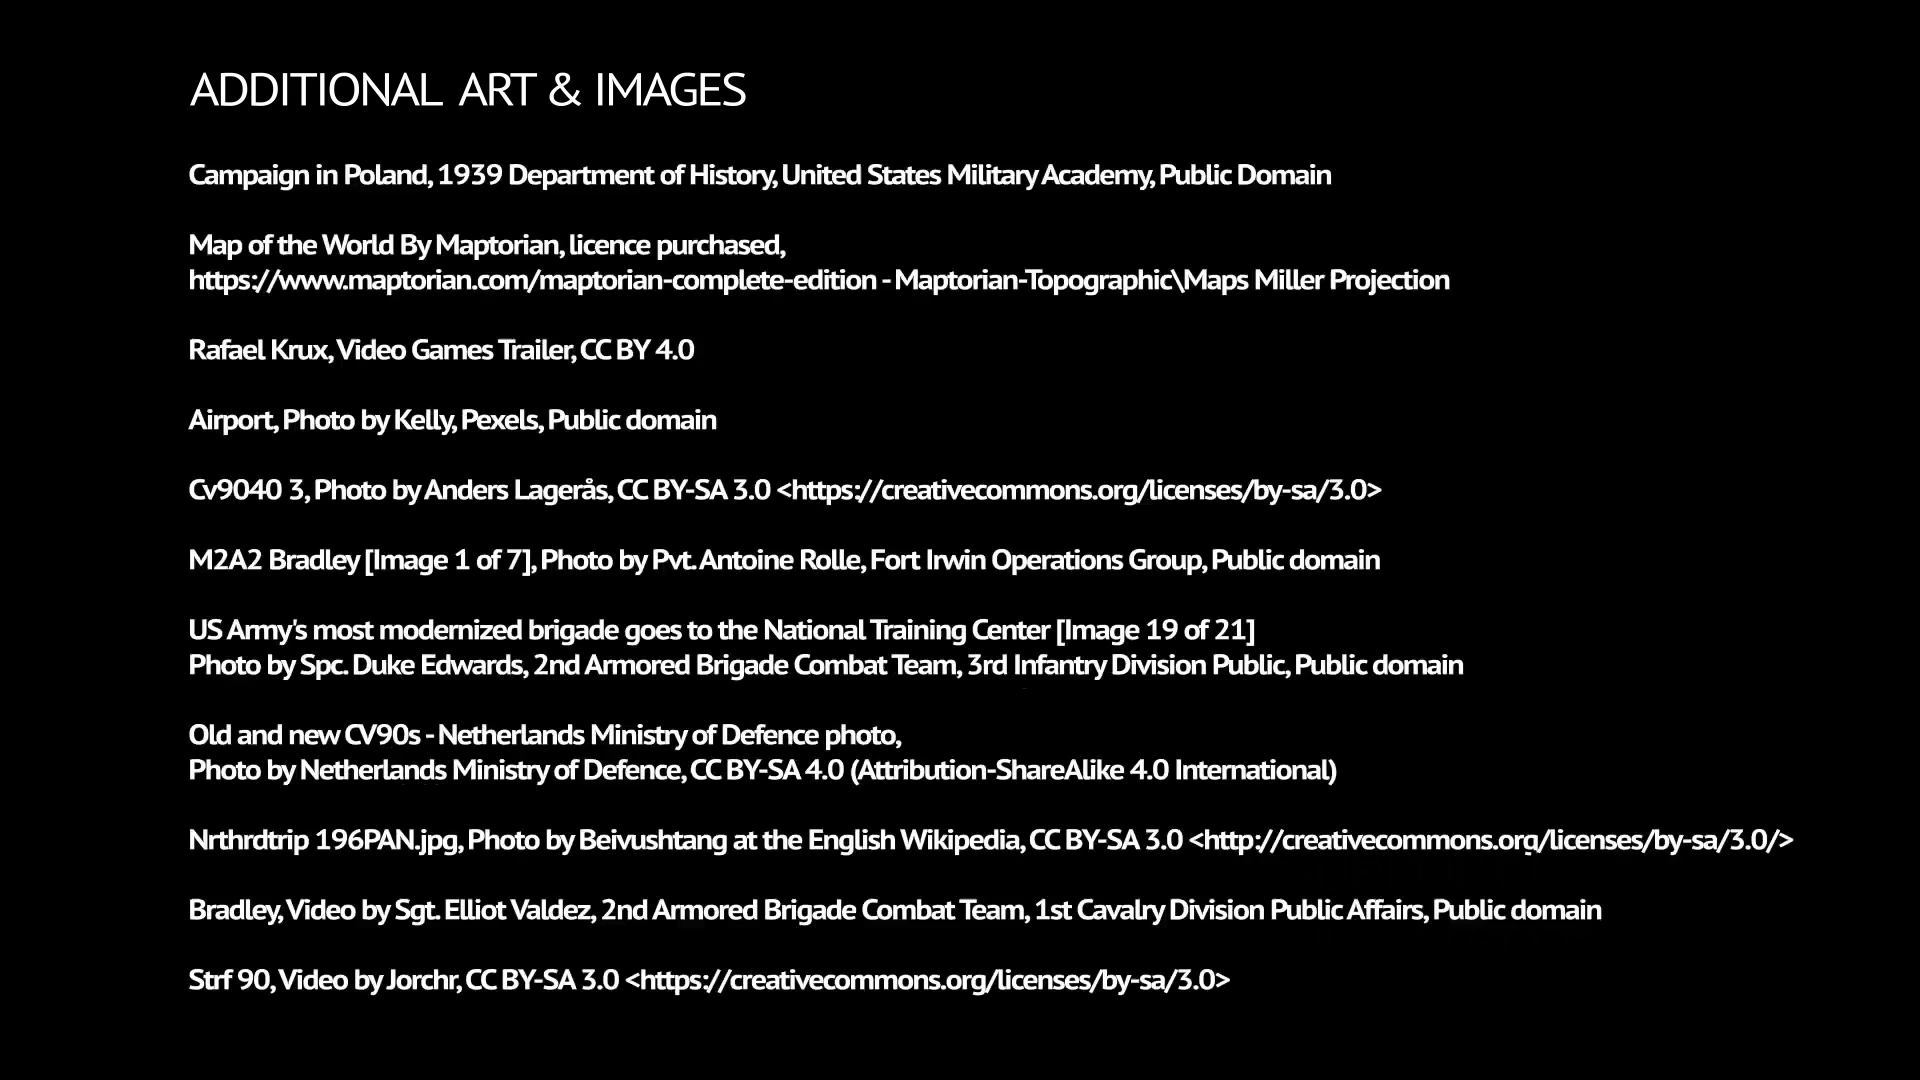 ADDITIONAL ART & IMAGES
Campaign in Poland, 1939 Department of History, United States Military Academy, Public Domain
Map of the World By Maptorian, licence purchased,
https://www.maptorian.com/maptorian-complete-edition - Maptorian-Topographic\Maps Miller Projection
Rafael Krux, Video Games Trailer, CC BY 4.0
Airport, Photo by Kelly, Pexels, Public domain
Cv9040 3, Photo by Anders Lagerås, CC BY-SA 3.0 <https://creativecommons.org/licenses/by-sa/3.0>
M2A2 Bradley [Image 1 of 7], Photo by Pvt. Antoine Rolle, Fort Irwin Operations Group, Public domain
US Army's most modernized brigade goes to the National Training Center [Image 19 of 21]
Photo by Spc. Duke Edwards, 2nd Armored Brigade Combat Team, 3rd Infantry Division Public, Public domain
Old and new CV90s - Netherlands Ministry of Defence photo,
Photo by Netherlands Ministry of Defence, CC BY-SA 4.0 (Attribution-ShareAlike 4.0 International)
Nrthrdtrip 196PAN.jpg, Photo by Beivushtang at the English Wikipedia, CC BY-SA 3.0 <http://creativecommons.org/licenses/by-sa/3.0/>
Bradley, Video by Sgt. Elliot Valdez, 2nd Armored Brigade Combat Team, 1st Cavalry Division Public Affairs, Public domain
Strf 90, Video by Jorchr, CC BY-SA 3.0 <https://creativecommons.org/licenses/by-sa/3.0>